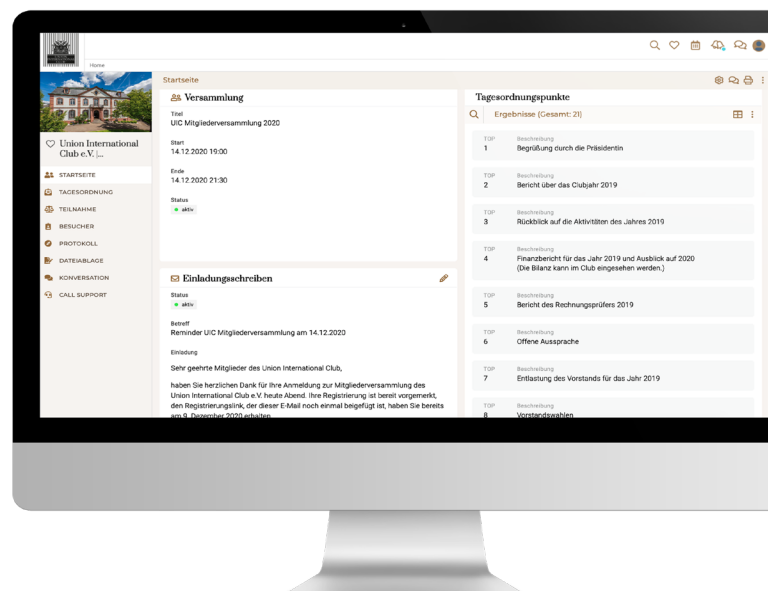 Home
Startseite
Union International
Club e.V. |...
STARTSEITE
TAGESORDNUNG
TEILNAHME
BESUCHER
PROTOKOLL
DATEIABLAGE
KONVERSATION
CALL SUPPORT
Versammlung
Titel
UIC Mitgliederversammlung 2020
Start
14.12.2020 19:00
Ende
14.12.2020 21:30
Status
aktiv
Einladungsschreiben
Status
aktiv
Betreff
Reminder UIC Mitgliederversammlung am 14.12.2020
Einladung
Sehr geehrte Mitglieder des Union International Club,
haben Sie herzlichen Dank für Ihre Anmeldung zur Mitgliederversammlung des
Union International Club e.V. heute Abend. Ihre Registrierung ist bereit vorgemerkt,
den Registrierungslink, der dieser E-Mail noch einmal beigefügt ist, haben Sie bereits
am 9. Dezember 2020 erhalten.
Tagesordnungspunkte
Ergebnisse (Gesamt: 21)
TOP Beschreibung
1 Begrüßung durch die Präsidentin
TOP Beschreibung
2 Bericht über das Clubjahr 2019
TOP Beschreibung
3 Rückblick auf die Aktivitäten des Jahres 2019
TOP Beschreibung
4 Finanzbericht für das Jahr 2019 und Ausblick auf 2020
(Die Bilanz kann im Club eingesehen werden.)
TOP Beschreibung
5 Bericht des Rechnungsprüfers 2019
TOP Beschreibung
6 Offene Aussprache
TOP Beschreibung
7 Entlastung des Vorstands für das Jahr 2019
TOP Beschreibung
8 Vorstandswahlen